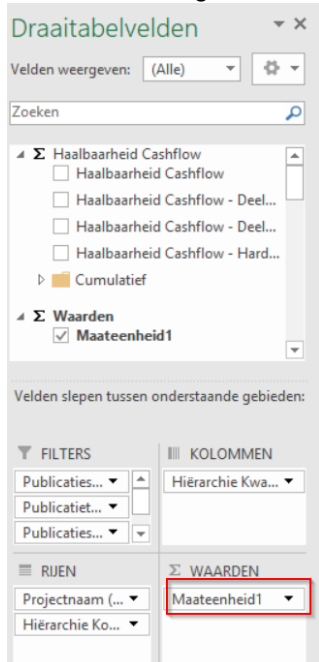 Draaitabelvelden
Velden weergeven: (Alle)
Zoeken
Σ Haalbaarheid Cashflow
Haalbaarheid Cashflow
Haalbaarheid Cashflow - Deel...
Haalbaarheid Cashflow - Deel...
Haalbaarheid Cashflow - Hard...
Cumulatief
Σ Waarden
Maateenheid1
Velden slepen tussen onderstaande gebieden:
FILTERS
Publicaties...
Publicatiet...
Publicaties...
KOLOMMEN
Hiërarchie Kwa...
RIJEN
Projectnaam (...
Hiërarchie Ko...
Σ WAARDEN
Maateenheid1